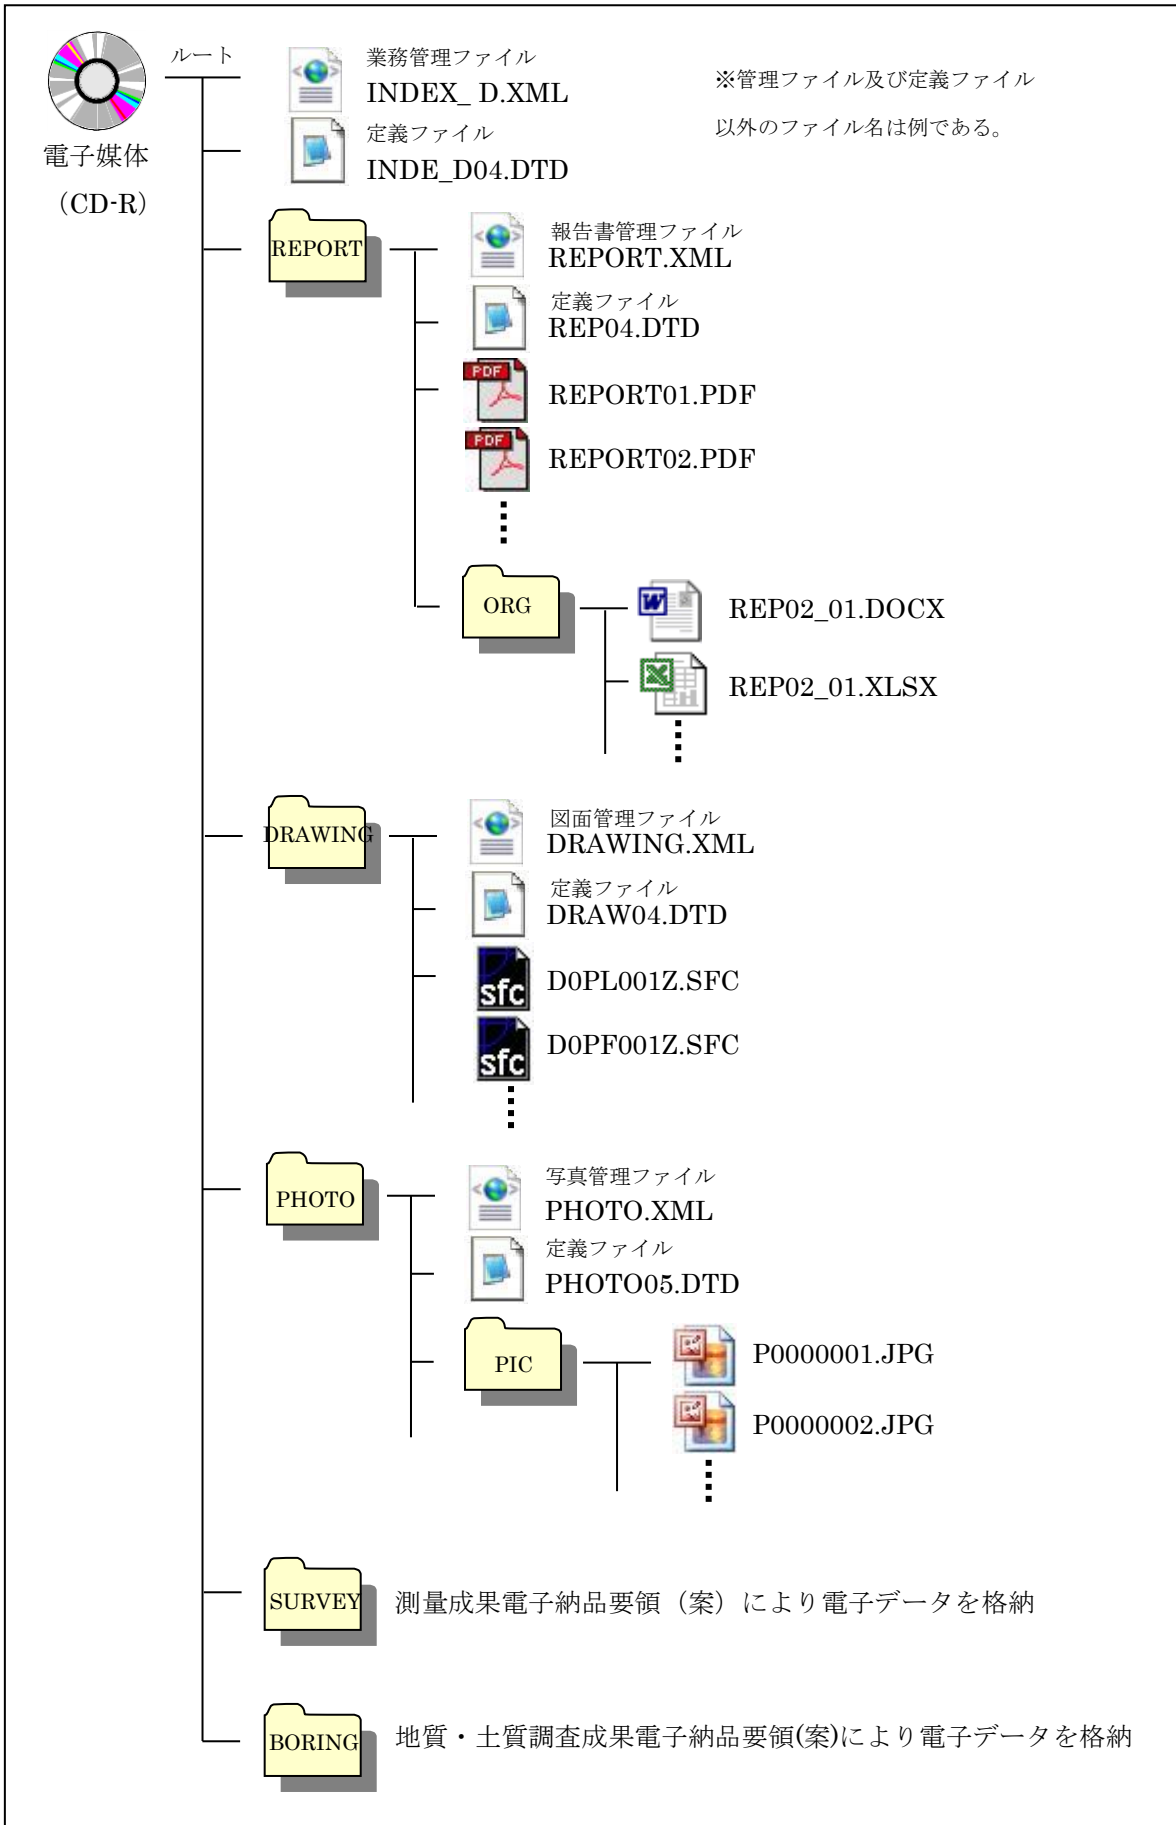 ルート
電子媒体
（CD-R）
業務管理ファイル
INDEX_ D.XML
定義ファイル
INDE_D04.DTD
※管理ファイル及び定義ファイル
以外のファイル名は例である。
REPORT
報告書管理ファイル
REPORT.XML
定義ファイル
REP04.DTD
PDF
REPORT01.PDF
PDF
REPORT02.PDF
ORG
W
REP02_01.DOCX
X
REP02_01.XLSX
DRAWING
図面管理ファイル
DRAWING.XML
定義ファイル
DRAW04.DTD
sfc
D0PL001Z.SFC
sfc
D0PF001Z.SFC
PHOTO
写真管理ファイル
PHOTO.XML
定義ファイル
PHOTO05.DTD
PIC
P0000001.JPG
P0000002.JPG
SURVEY
測量成果電子納品要領（案）により電子データを格納
BORING
地質・土質調査成果電子納品要領(案)により電子データを格納